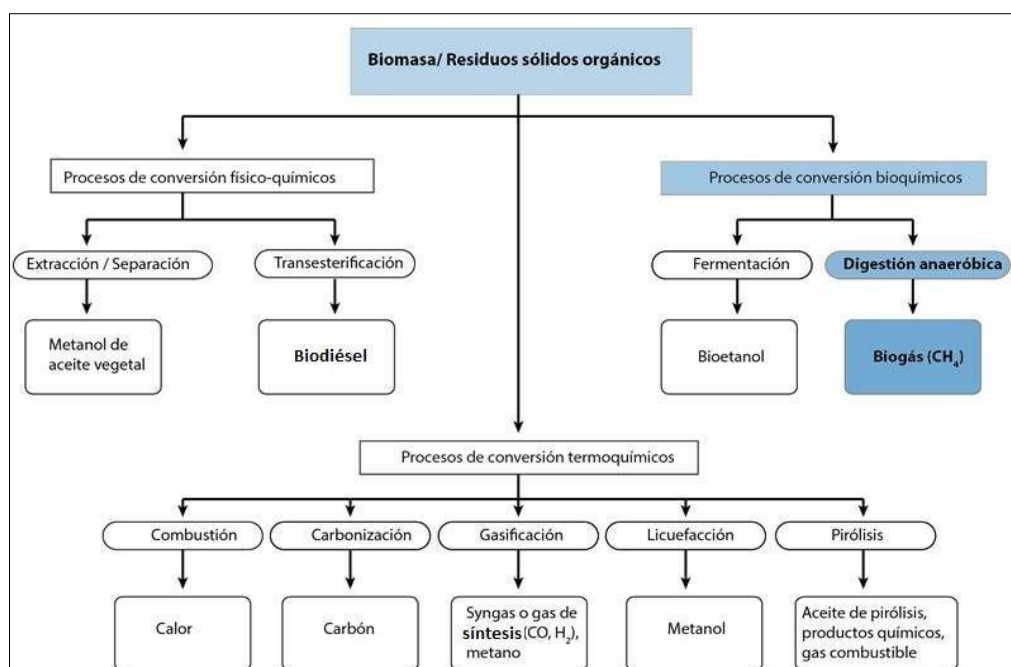 Biomasa/ Residuos sólidos orgánicos
Procesos de conversión físico-químicos
Procesos de conversión bioquímicos
Extracción / Separación
Transesterificación
Fermentación
Digestión anaeróbica
Metanol de
aceite vegetal
Biodiésel
Bioetanol
Biogás (CH₄)
Procesos de conversión termoquímicos
Combustión
Carbonización
Gasificación
Licuefacción
Pirólisis
Calor
Carbón
Syngas o gas de
síntesis (CO, H₂),
metano
Metanol
Aceite de pirólisis,
productos químicos,
gas combustible